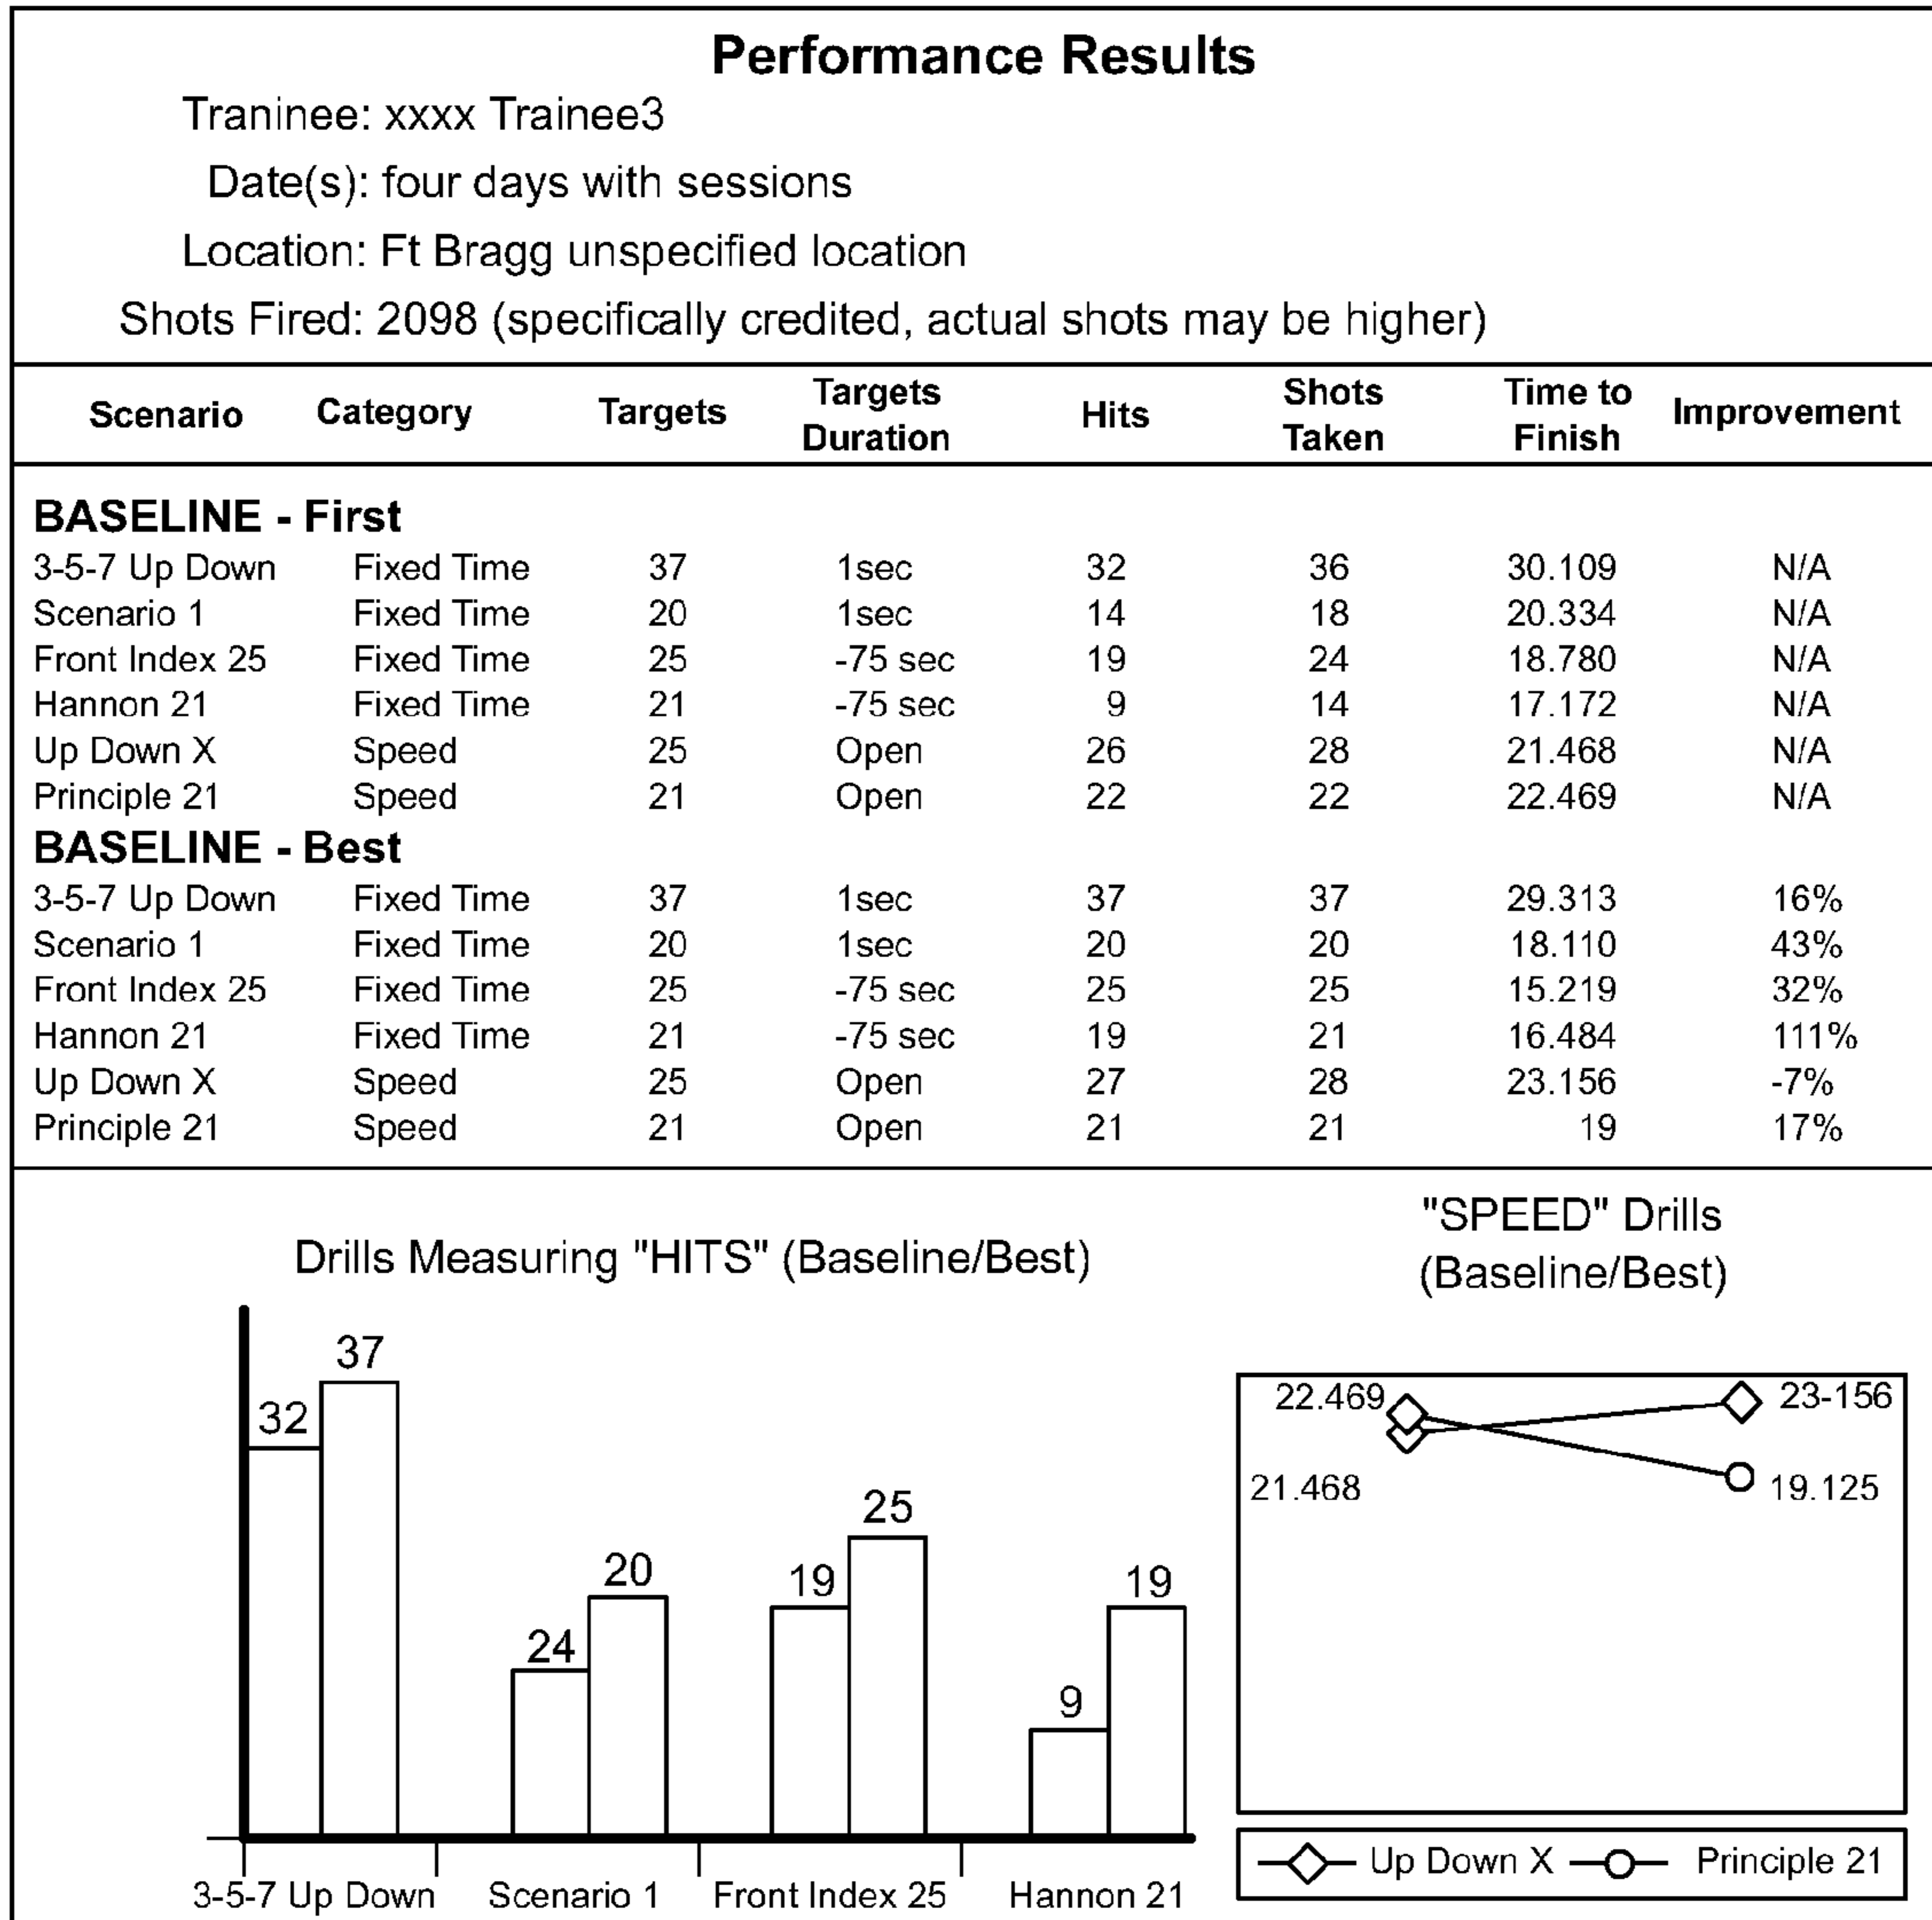 Performance Results
Traninee: xxxx Trainee3
Date(s): four days with sessions
Location: Ft Bragg unspecified location
Shots Fired: 2098 (specifically credited, actual shots may be higher)
Scenario Category Targets Targets Duration Hits Shots Taken Time to Finish Improvement
BASELINE - First
3-5-7 Up Down Fixed Time 37 1sec 32 36 30.109 N/A
Scenario 1 Fixed Time 20 1sec 14 18 20.334 N/A
Front Index 25 Fixed Time 25 -75 sec 19 24 18.780 N/A
Hannon 21 Fixed Time 21 -75 sec 9 14 17.172 N/A
Up Down X Speed 25 Open 26 28 21.468 N/A
Principle 21 Speed 21 Open 22 22 22.469 N/A
BASELINE - Best
3-5-7 Up Down Fixed Time 37 1sec 37 37 29.313 16%
Scenario 1 Fixed Time 20 1sec 20 20 18.110 43%
Front Index 25 Fixed Time 25 -75 sec 25 25 15.219 32%
Hannon 21 Fixed Time 21 -75 sec 19 21 16.484 111%
Up Down X Speed 25 Open 27 28 23.156 -7%
Principle 21 Speed 21 Open 21 21 19 17%
Drills Measuring "HITS" (Baseline/Best)
32 37
24 20
19 25
9 19
3-5-7 Up Down Scenario 1 Front Index 25 Hannon 21
"SPEED" Drills
(Baseline/Best)
22.469 23-156
21.468 19.125
Up Down X Principle 21